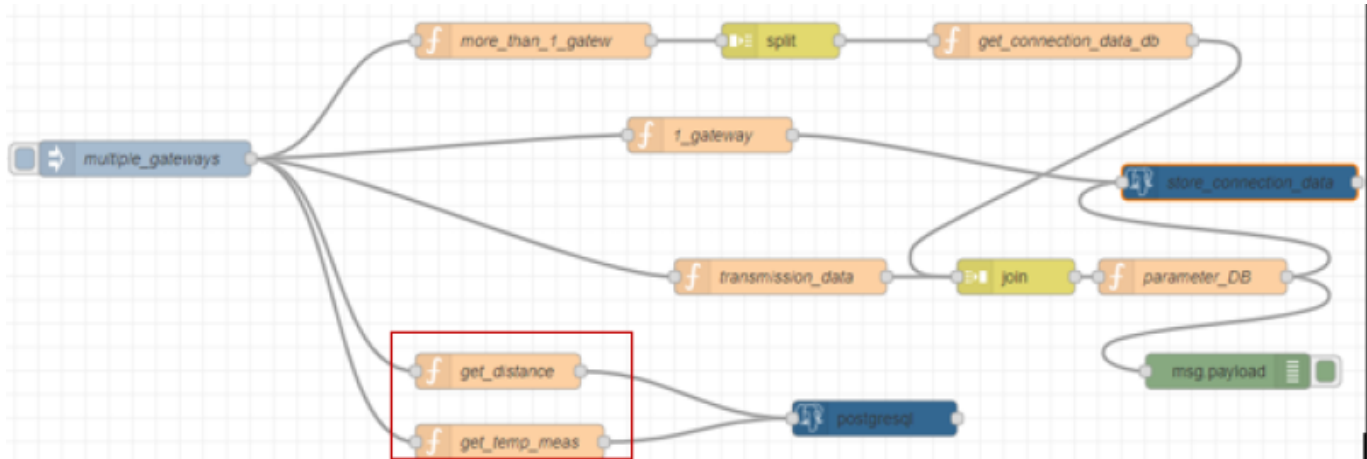 more_than_1_gatew
split
get_connection_data_db
1_gateway
multiple_gateways
store_connection_data
transmission_data
join
parameter_DB
get_distance
msg.payload
postgresql
get_temp_meas